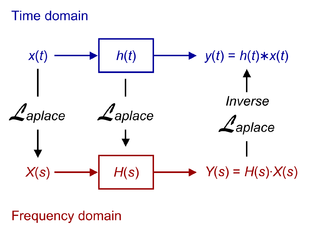 Time domain
x(t) h(t) y(t) = h(t)∗x(t)
Inverse
ℒaplace ℒaplace ℒaplace
X(s) H(s) Y(s) = H(s)·X(s)
Frequency domain